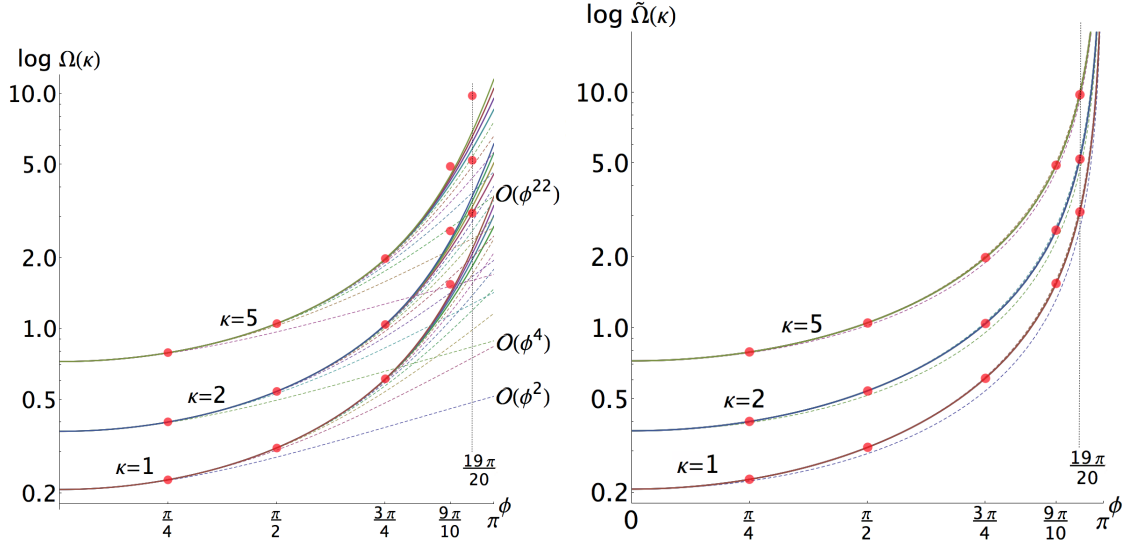 log Ω(κ)
10.0
5.0
2.0
1.0
0.5
0.2
κ=5
κ=2
κ=1
O(ϕ²²)
O(ϕ⁴)
O(ϕ²)
19π/20
π/4
π/2
3π/4
9π/10
π
ϕ
log Ω̃(κ)
10.0
5.0
2.0
1.0
0.5
0.2
κ=5
κ=2
κ=1
19π/20
0
π/4
π/2
3π/4
9π/10
π
ϕ